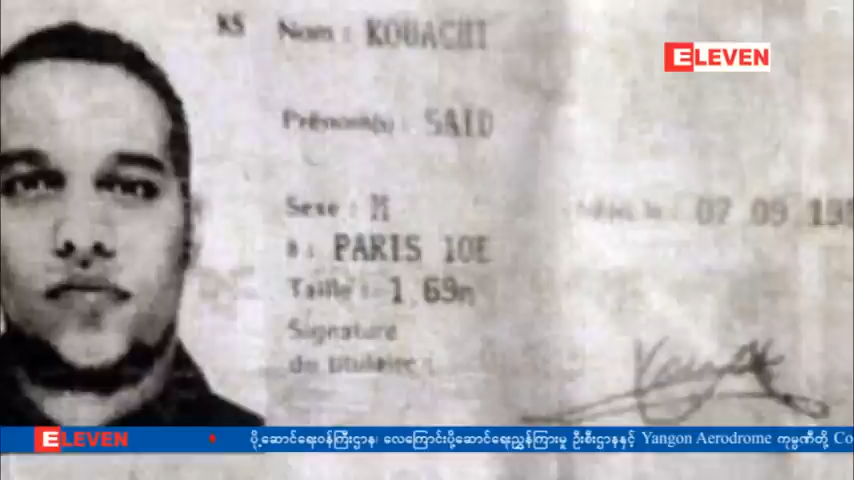 KS
Nom : KOUACHI
ELEVEN
Prénom(s) : SAID
Sexe : M
07 09 19
à : PARIS 10E
Taille : 1,69m
Signature
du titulaire :
ELEVEN
ပို့ဆောင်ရေးဝန်ကြီးဌာန၊ လေကြောင်းပို့ဆောင်ရေးညွှန်ကြားမှု ဦးစီးဌာနနှင့် Yangon Aerodrome ကုမ္ပဏီတို့ Co